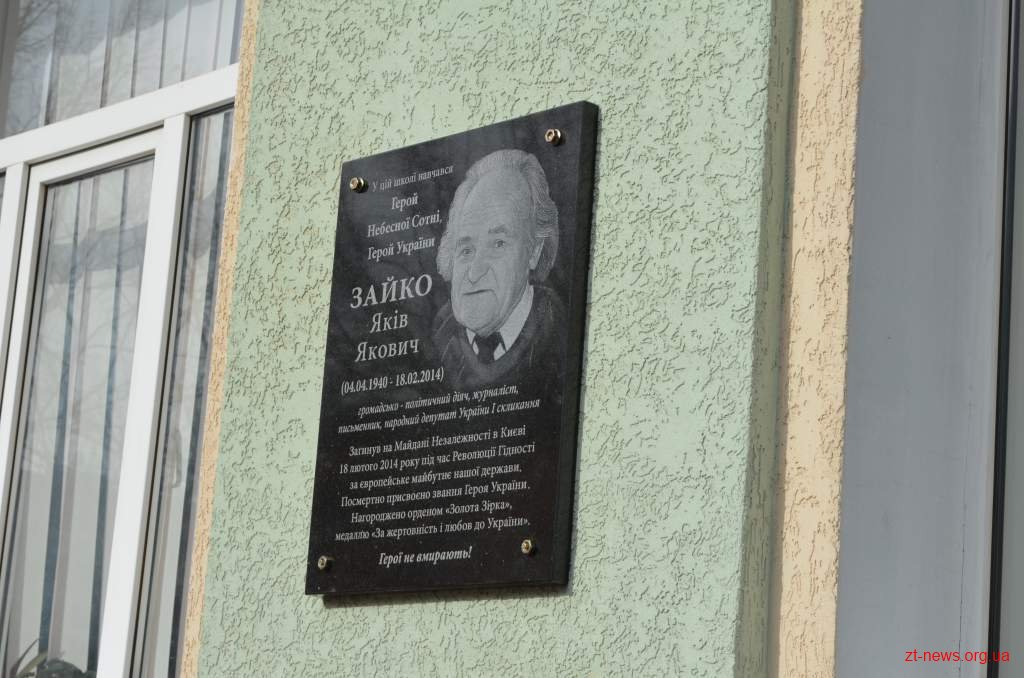 У цій школі навчався
Герой
Небесної Сотні,
Герой України
ЗАЙКО
Яків
Якович
(04.04.1940 - 18.02.2014)
громадсько - політичний діяч, журналіст,
письменник, народний депутат України І скликання
Загинув на Майдані Незалежності в Києві
18 лютого 2014 року під час Революції Гідності
за європейське майбутнє нашої держави.
Посмертно присвоєно звання Героя України.
Нагороджено орденом «Золота Зірка»,
медаллю «За жертовність і любов до України».
Герої не вмирають!
zt-news.org.ua